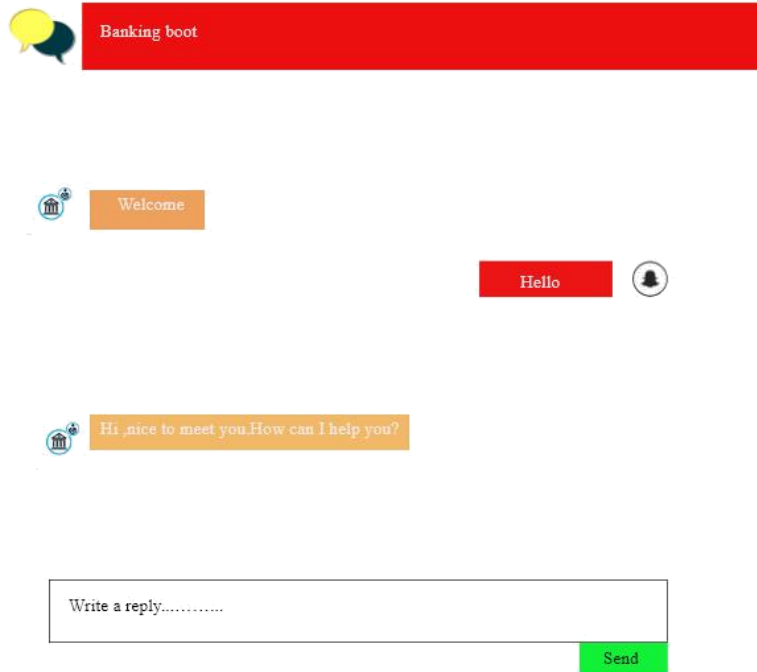 Banking boot
Welcome
Hello
Hi ,nice to meet you.How can I help you?
Write a reply...……..
Send